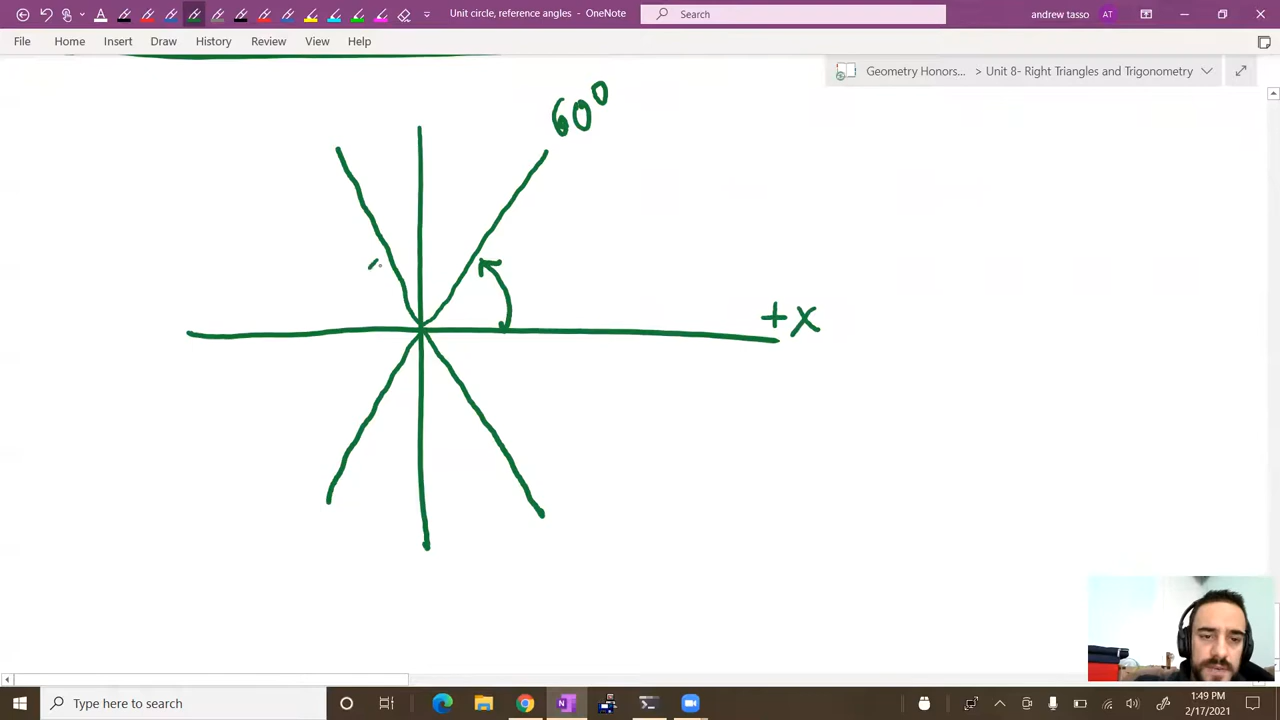 Unit circle, reference angles - OneNote
Search
andrew tasso
AT
File Home Insert Draw History Review View Help
Geometry Honors... > Unit 8- Right Triangles and Trigonometry
60°
+x
Type here to search
1:49 PM
2/17/2021